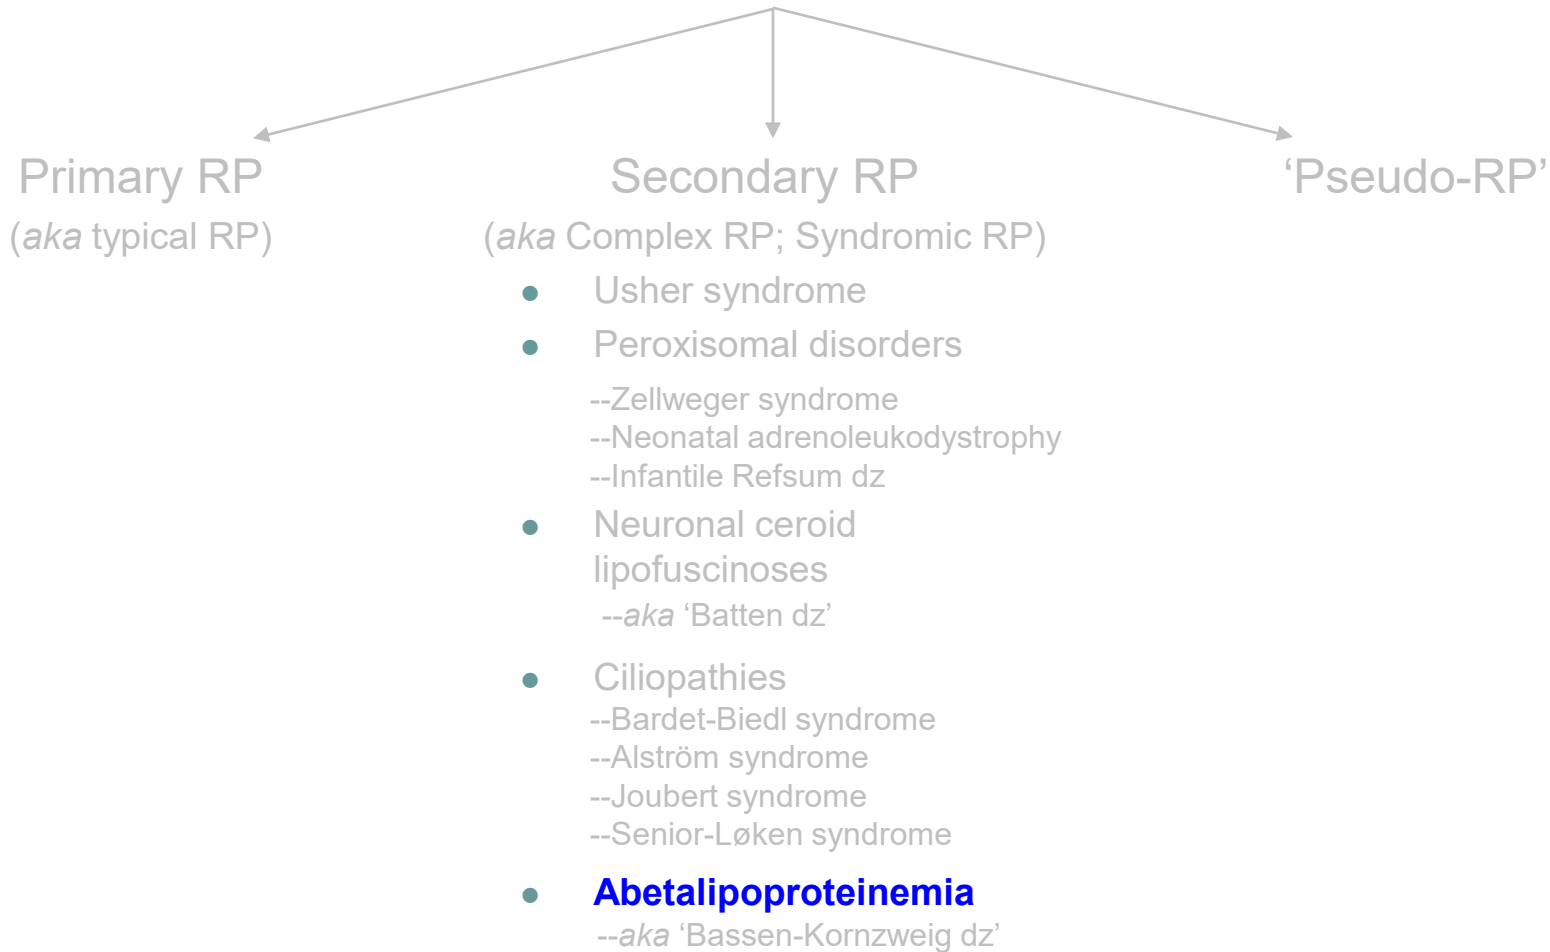 Primary RP
(aka typical RP)
Secondary RP
(aka Complex RP; Syndromic RP)
● Usher syndrome
● Peroxisomal disorders
--Zellweger syndrome
--Neonatal adrenoleukodystrophy
--Infantile Refsum dz
● Neuronal ceroid
lipofuscinoses
--aka ‘Batten dz’
● Ciliopathies
--Bardet-Biedl syndrome
--Alström syndrome
--Joubert syndrome
--Senior-Løken syndrome
● Abetalipoproteinemia
--aka ‘Bassen-Kornzweig dz’
‘Pseudo-RP’